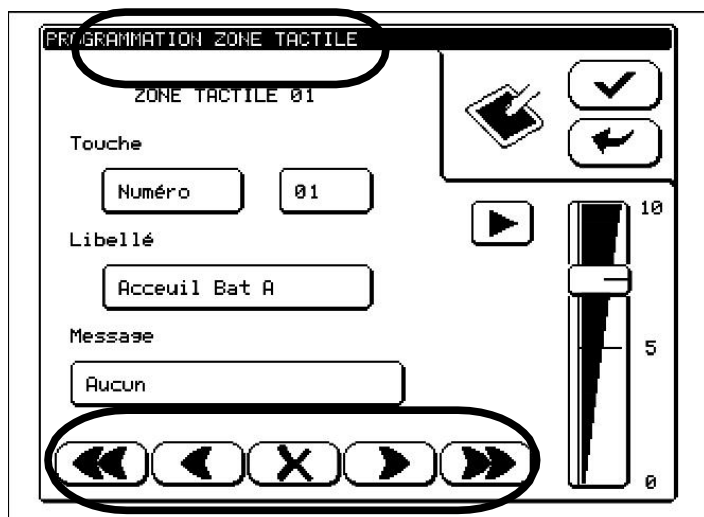 PROGRAMMATION ZONE TACTILE
ZONE TACTILE 01
Touche
Numéro
01
Libellé
Acceuil Bat A
Message
Aucun
10
5
0